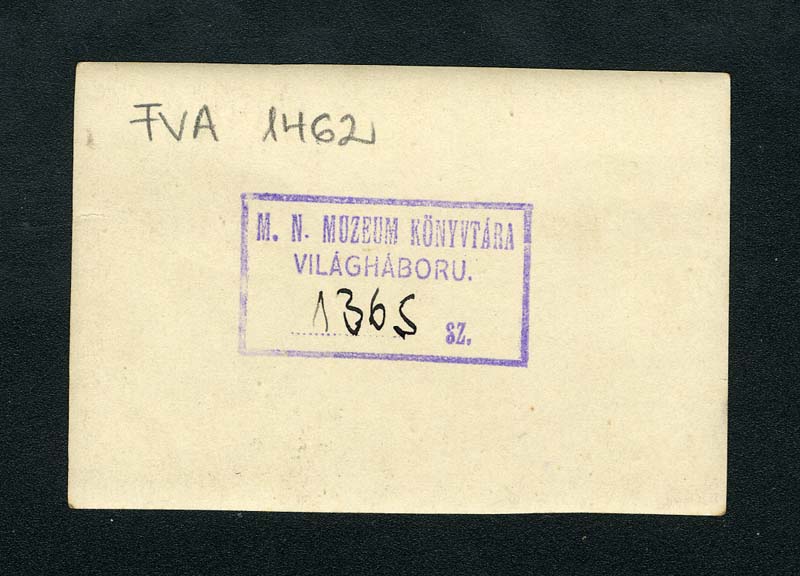 FVA 1462
M. N. MUZEUM KÖNYVTÁRA
VILÁGHÁBORU.
1365 SZ.